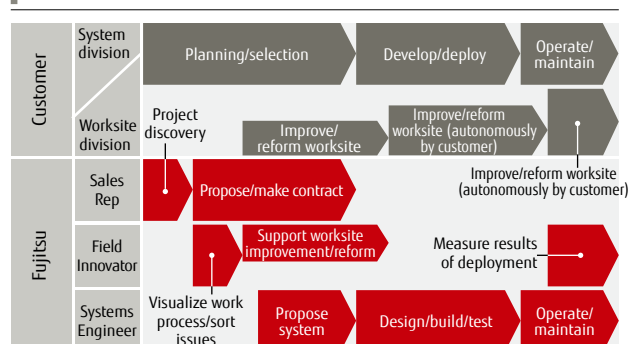 Customer
System
division
Planning/selection
Develop/deploy
Operate/
maintain
Worksite
division
Project
discovery
Improve/
reform worksite
Improve/reform
worksite (autonomously
by customer)
Improve/reform worksite
(autonomously by customer)
Fujitsu
Sales
Rep
Propose/make contract
Field
Innovator
Support worksite
improvement/reform
Measure results
of deployment
Visualize work
process/sort
issues
Systems
Engineer
Propose
system
Design/build/test
Operate/
maintain